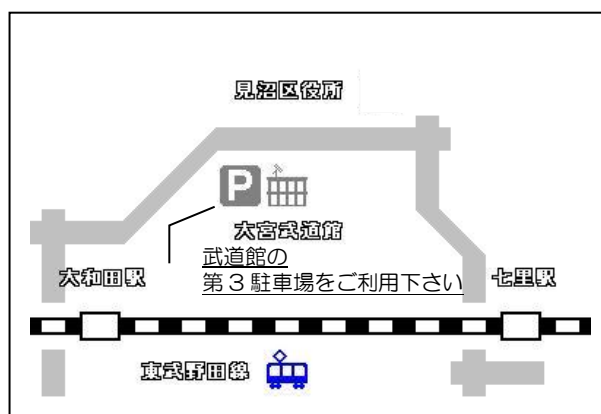 見沼区役所
P
大宮武道館
武道館の
第３駐車場をご利用下さい
大和田駅
七里駅
東武野田線